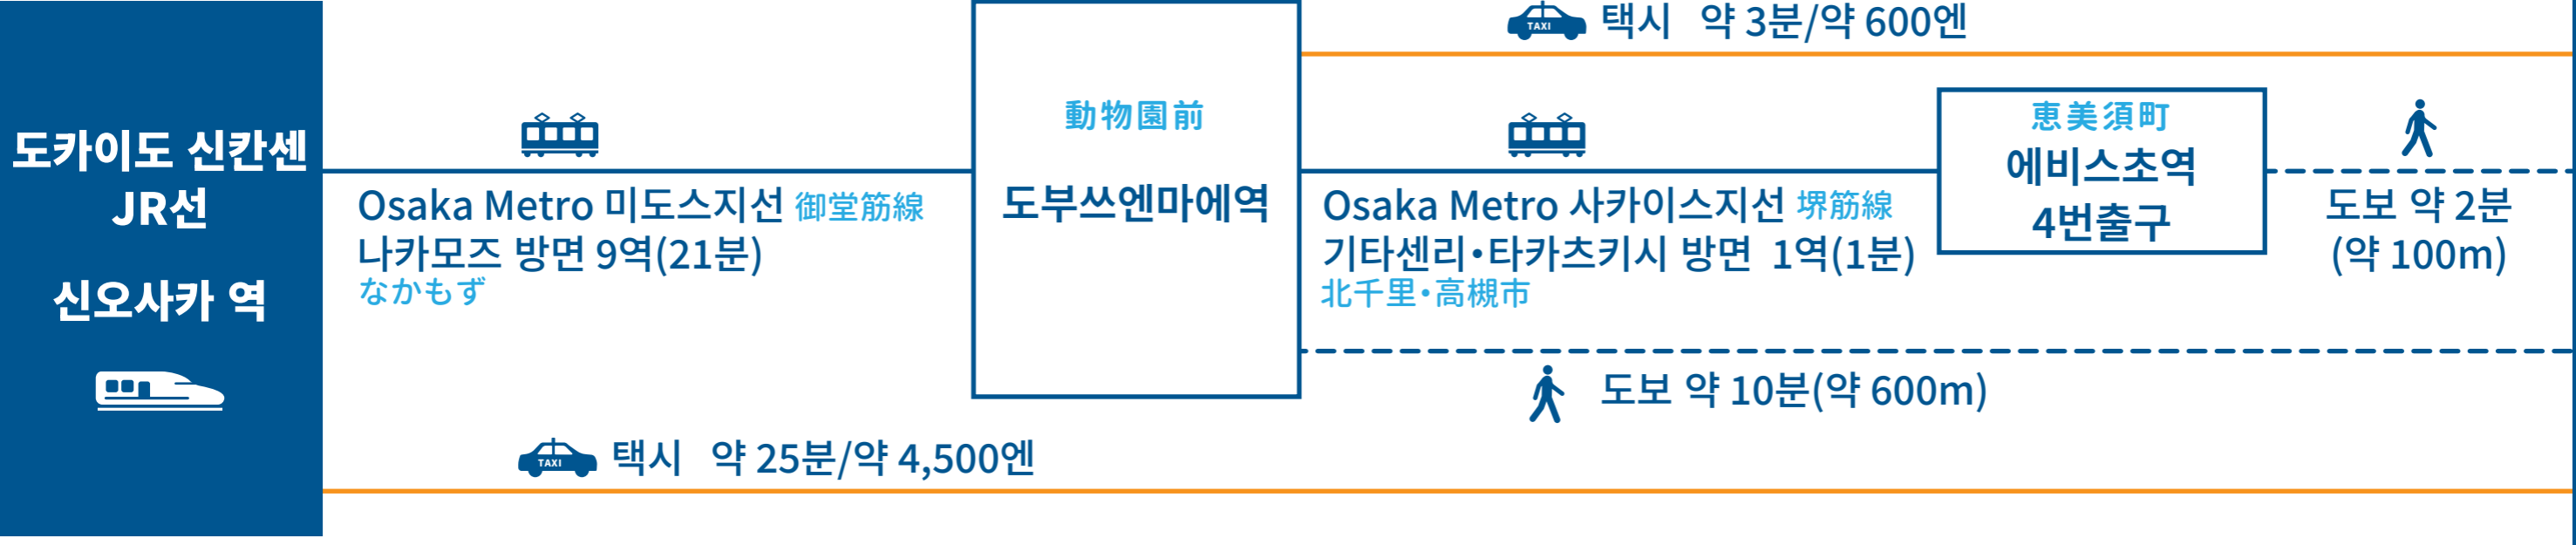 도카이도 신칸센
JR선
신오사카 역
Osaka Metro 미도스지선 御堂筋線
나카모즈 방면 9역(21분)
なかもず
動物園前
도부쓰엔마에역
TAXI 택시 약 3분/약 600엔
Osaka Metro 사카이스지선 堺筋線
기타센리·타카츠키시 방면 1역(1분)
北千里・高槻市
恵美須町
에비스초역
4번출구
도보 약 2분
(약 100m)
도보 약 10분(약 600m)
TAXI 택시 약 25분/약 4,500엔